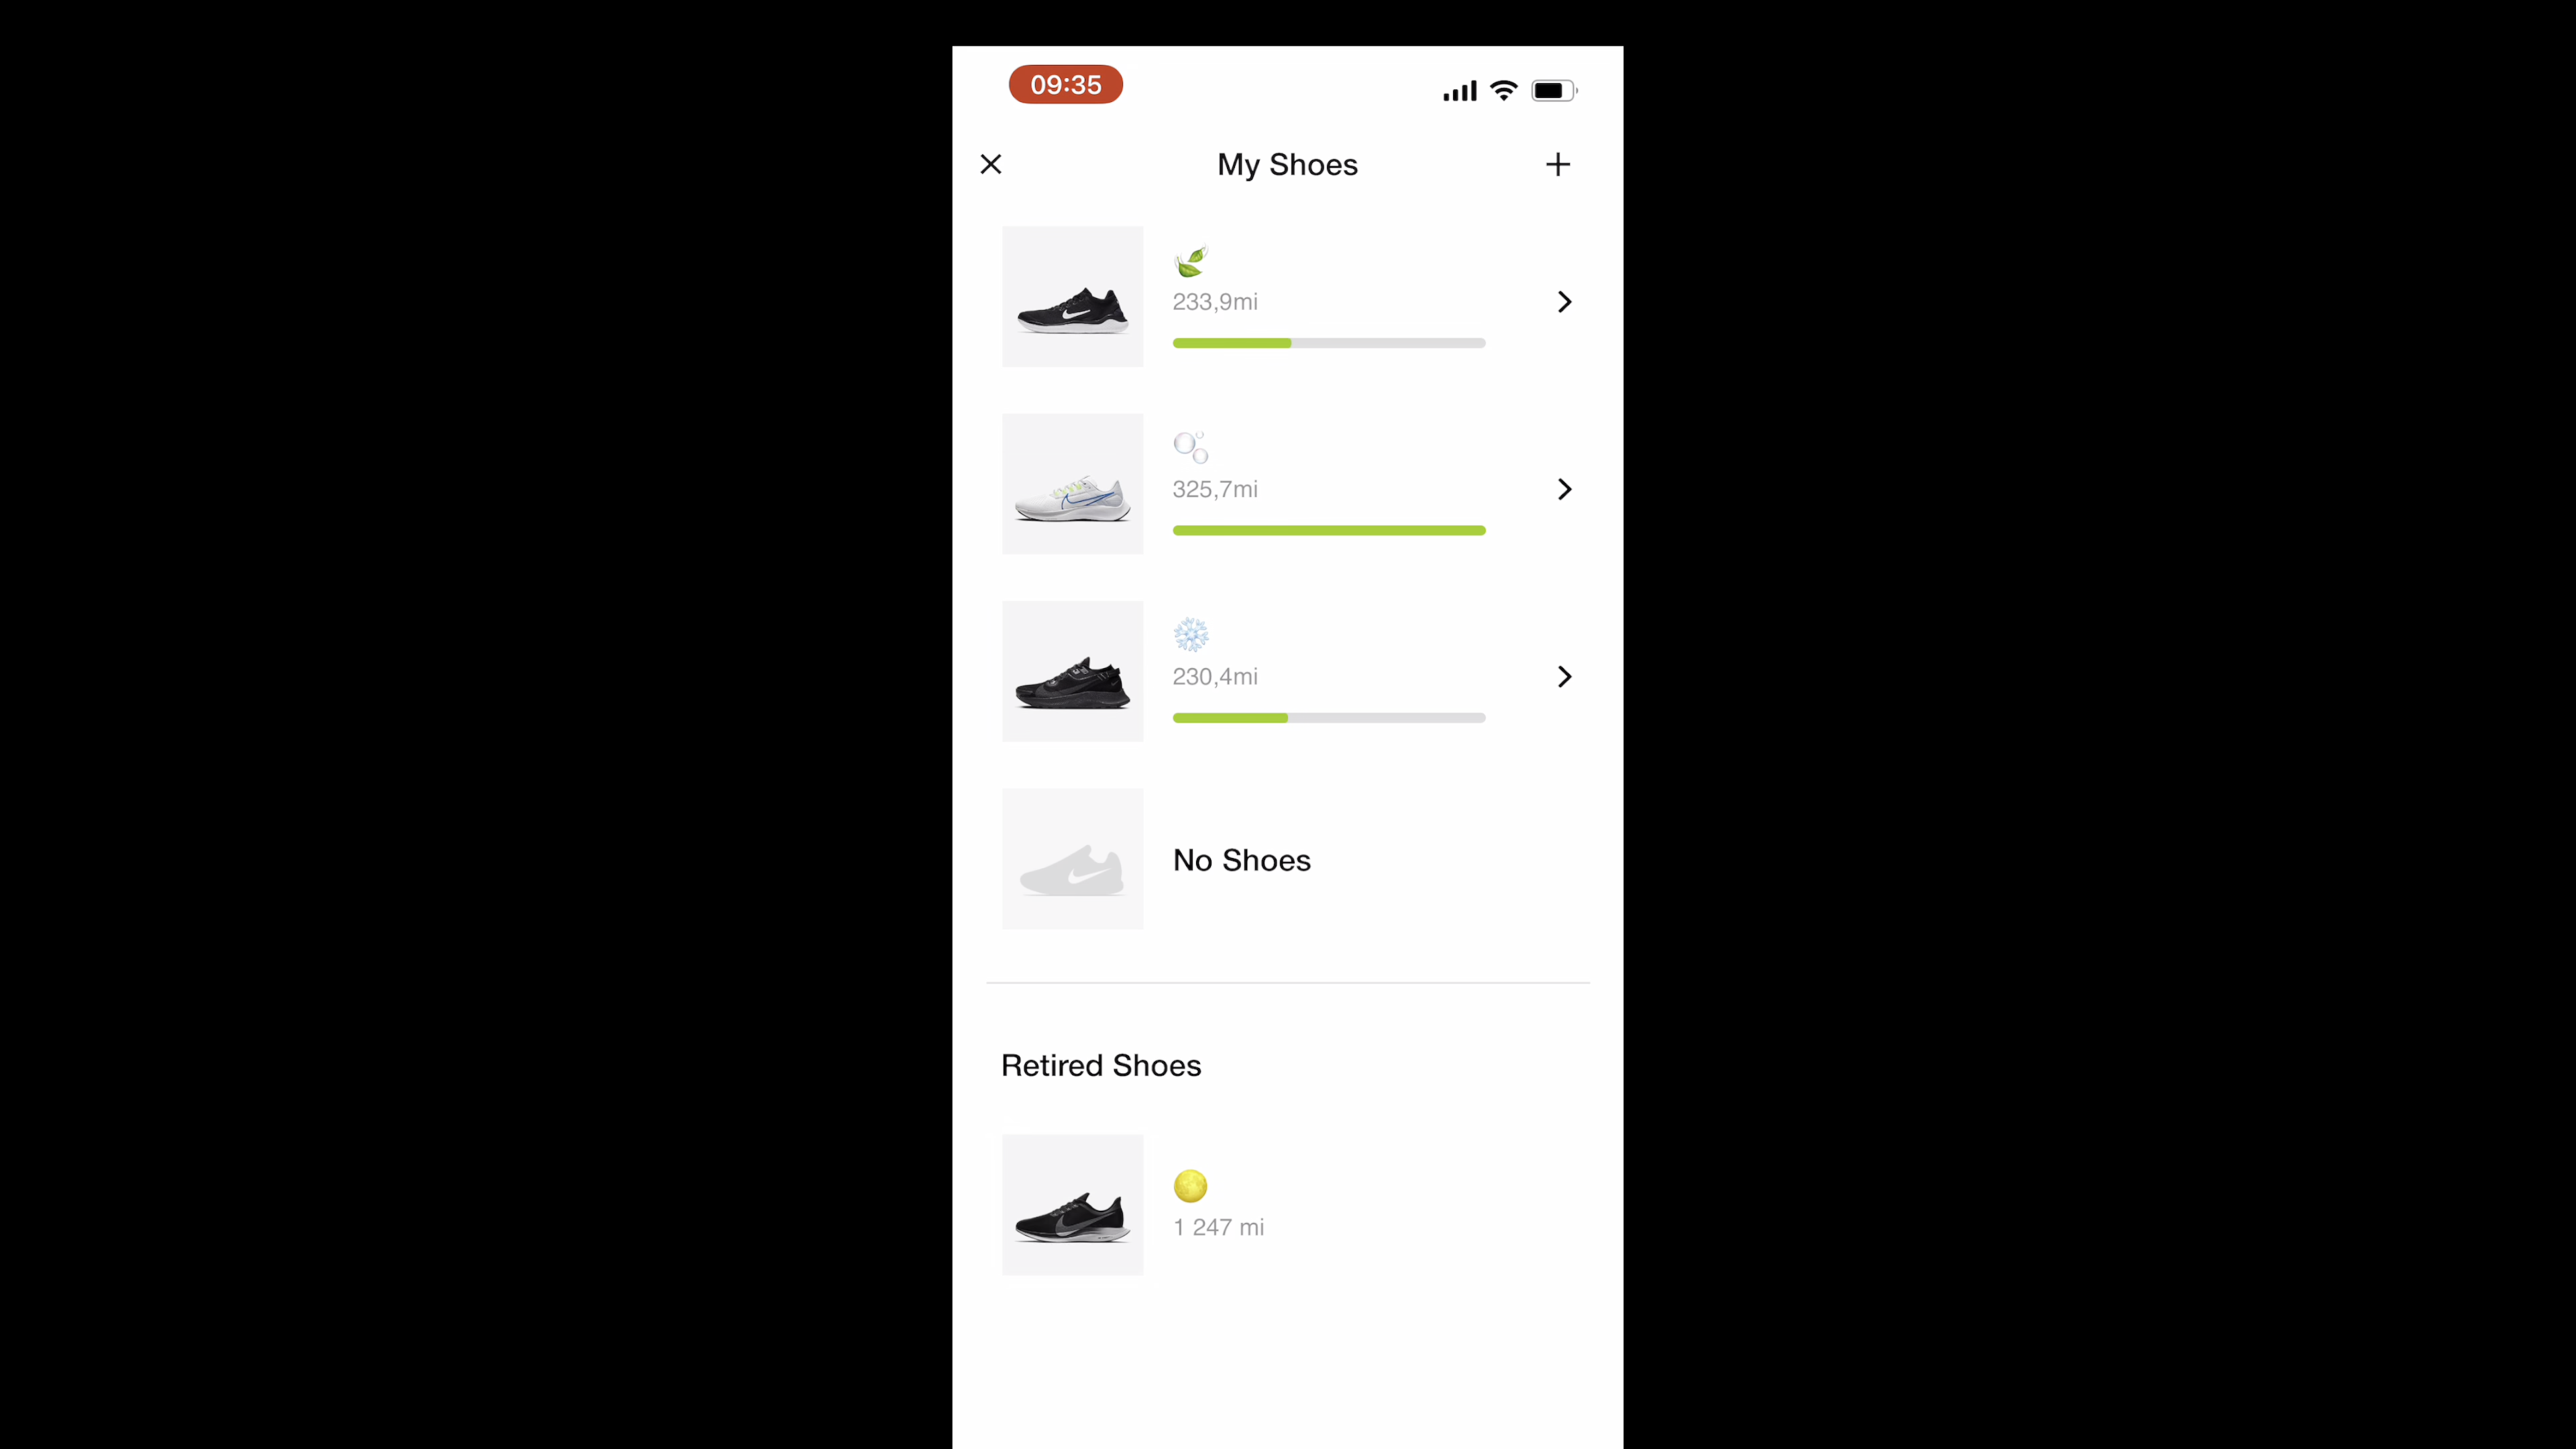 09:35
My Shoes
233,9mi
325,7mi
230,4mi
No Shoes
Retired Shoes
1 247 mi